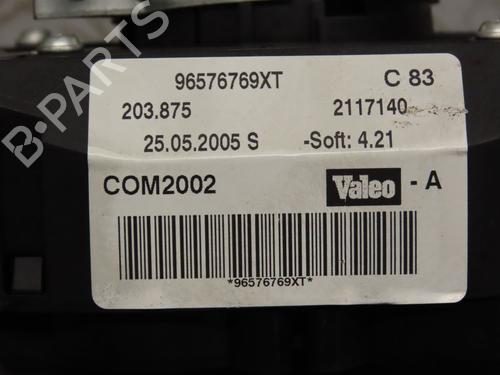 96576769XT C 83
203.875 2117140
25.05.2005 S -Soft: 4.21
COM2002 Valeo - A
*96576769XT*
B-PARTS